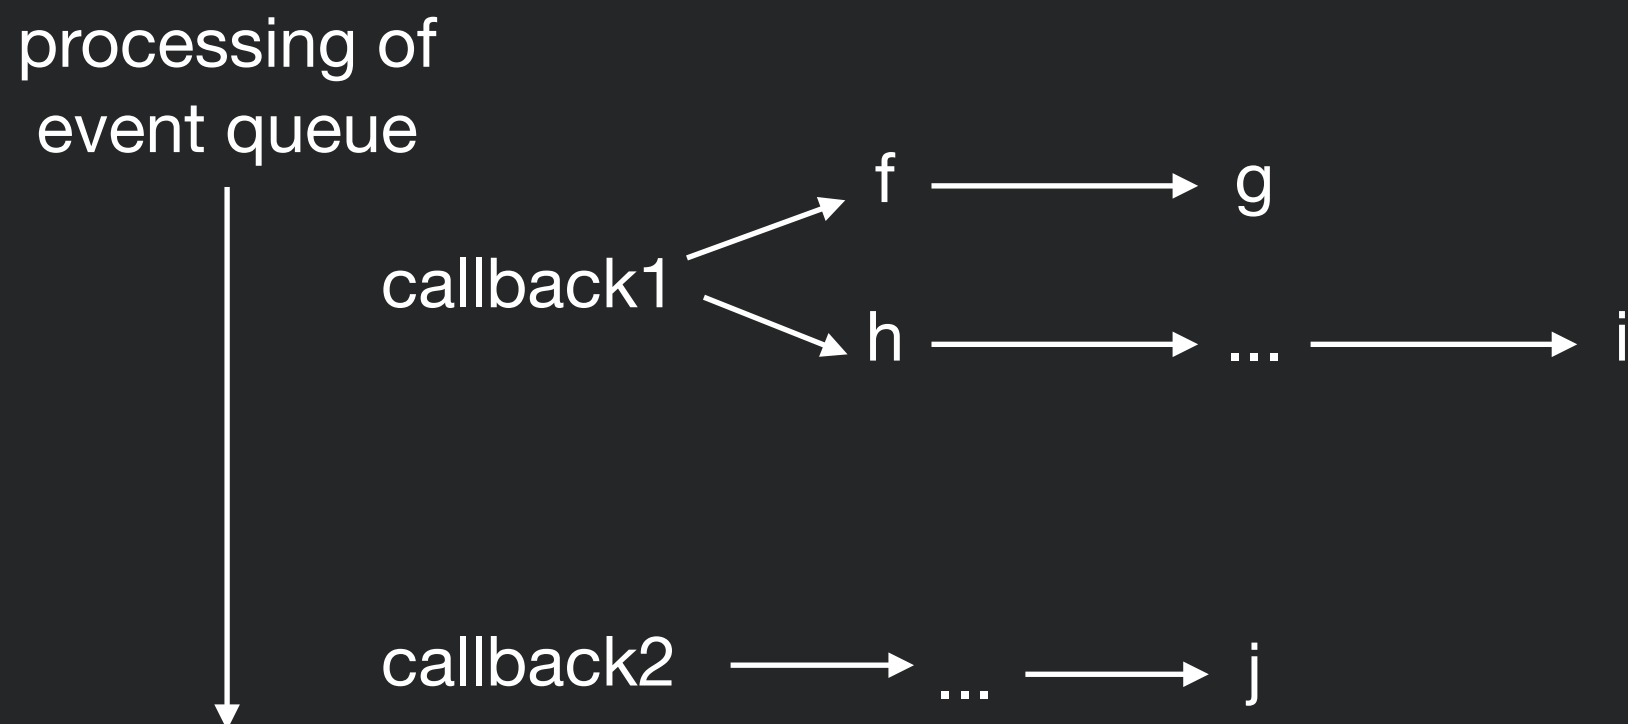 processing of
event queue
f
g
callback1
h
...
i
callback2
...
j